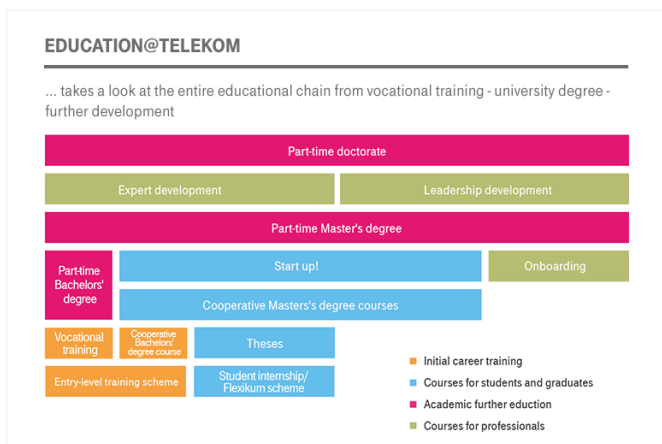 EDUCATION@TELEKOM
... takes a look at the entire educational chain from vocational training - university degree -
further development
Part-time doctorate
Expert development
Leadership development
Part-time Master's degree
Part-time
Bachelors'
degree
Start up!
Onboarding
Cooperative Masters's degree courses
Vocational
training
Cooperative
Bachelors'
degree course
Theses
Entry-level training scheme
Student internship/
Flexikum scheme
Initial career training
Courses for students and graduates
Academic further eduction
Courses for professionals